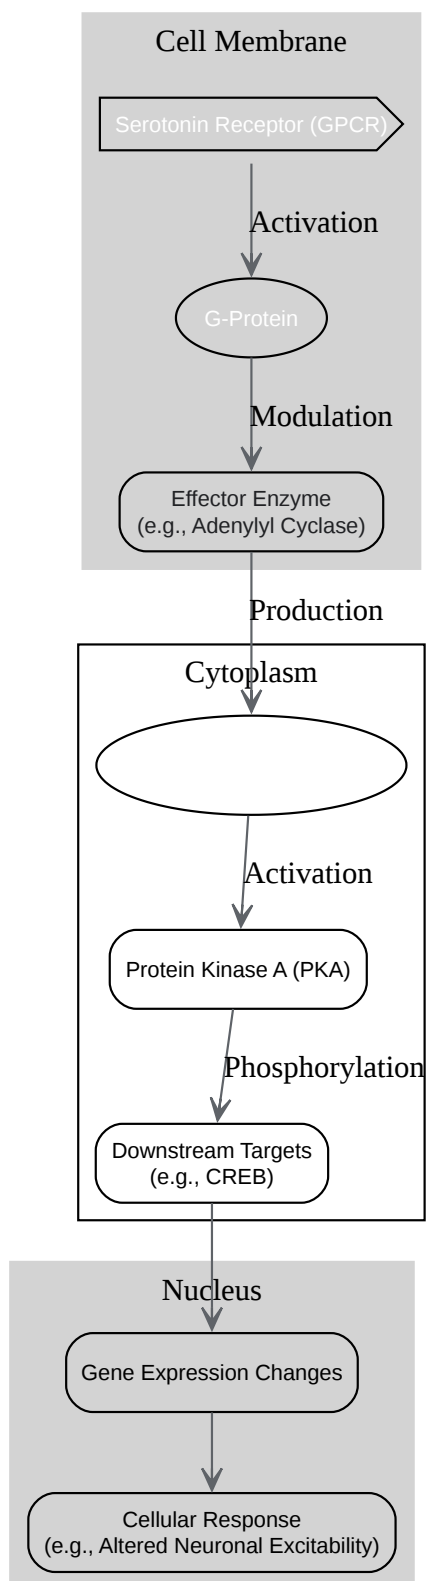 Cell Membrane
Serotonin Receptor (GPCR)
Activation
G-Protein
Modulation
Effector Enzyme
(e.g., Adenylyl Cyclase)
Production
Cytoplasm
Activation
Protein Kinase A (PKA)
Phosphorylation
Downstream Targets
(e.g., CREB)
Nucleus
Gene Expression Changes
Cellular Response
(e.g., Altered Neuronal Excitability)